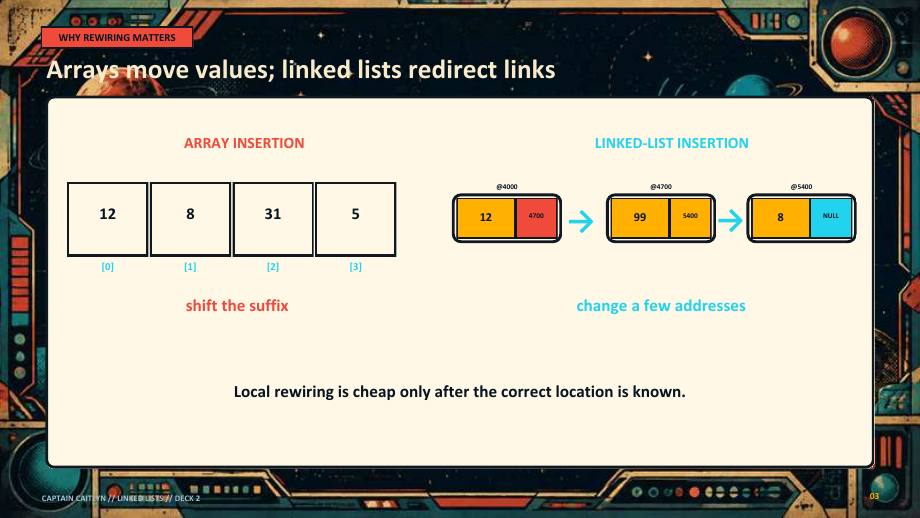 WHY REWIRING MATTERS
Arrays move values; linked lists redirect links
ARRAY INSERTION
12 8 31 5
[0] [1] [2] [3]
shift the suffix
LINKED-LIST INSERTION
@4000 @4700 @5400
12 4700 99 5400 8 NULL
change a few addresses
Local rewiring is cheap only after the correct location is known.
CAPTAIN CAITLYN // LINKED LISTS // DECK 2
03